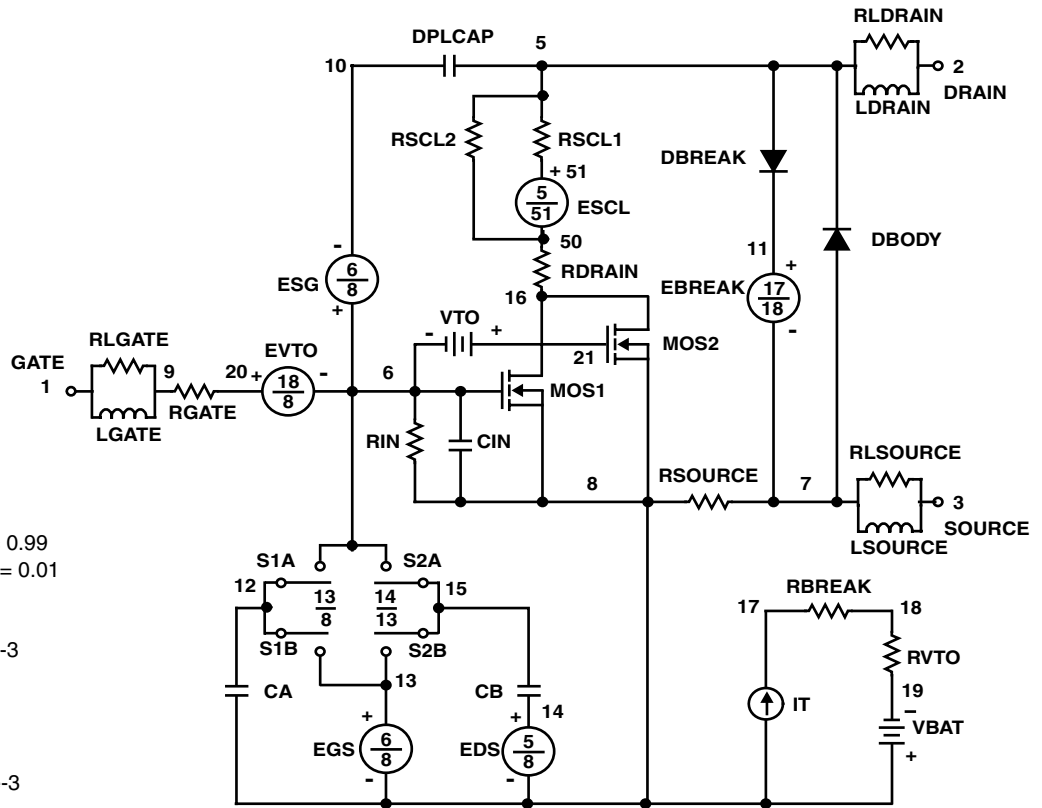 RLDRAIN
DPLCAP
5
10
2
DRAIN
LDRAIN
RSCL2
RSCL1
DBREAK
+ 51
5
51
ESCL
50
DBODY
11
-
6
8
ESG
+
RDRAIN
16
+
EBREAK
17
18
-
VTO
-
+
MOS2
21
RLGATE
GATE
1
9
20
+
EVTO
18
8
-
6
RGATE
LGATE
MOS1
RIN
CIN
RLSOURCE
RSOURCE
8
7
3
SOURCE
LSOURCE
0.99
= 0.01
S1A
S2A
12
13
8
14
13
15
S1B
S2B
13
-3
CA
CB
14
+
+
EGS
6
8
EDS
5
8
-
-
-3
RBREAK
17
18
RVTO
19
IT
–
VBAT
+